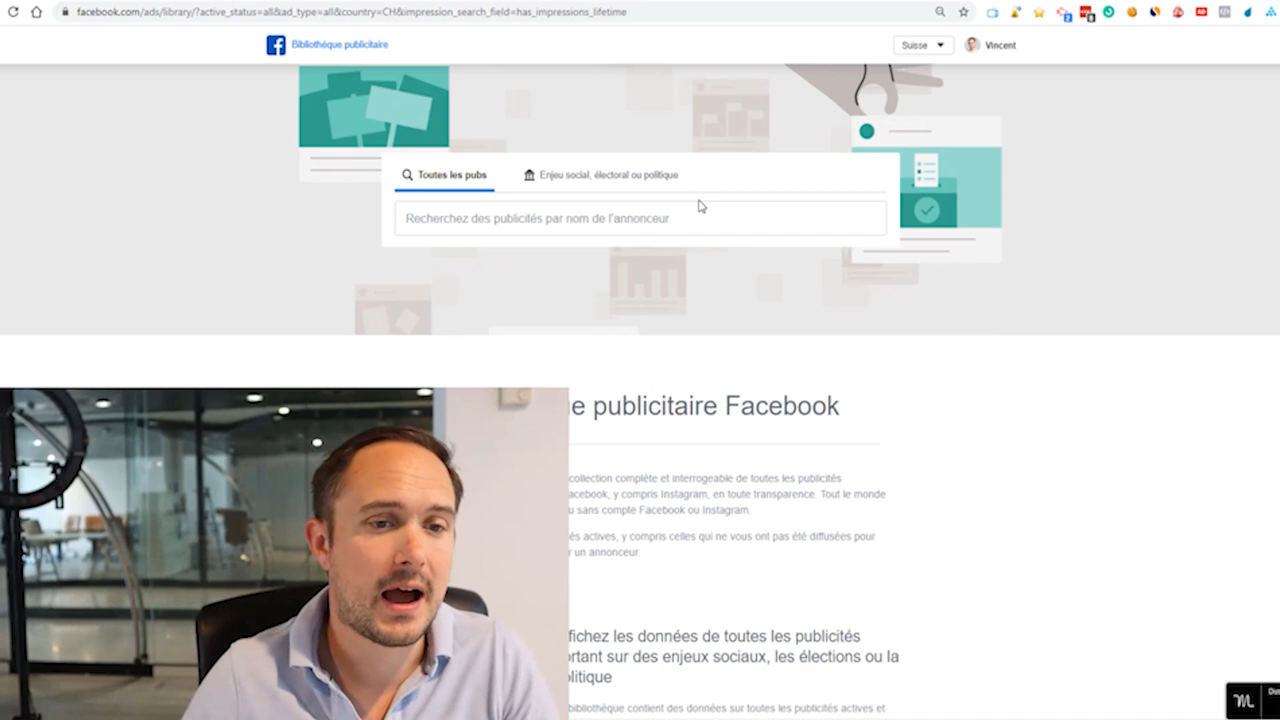 facebook.com/ads/library/?active_status=all&ad_type=all&country=CH&impression_search_field=has_impressions_lifetime
Bibliothèque publicitaire
Suisse
Vincent
Toutes les pubs
Enjeu social, électoral ou politique
Recherchez des publicités par nom de l'annonceur
e publicitaire Facebook
collection complète et interrogeable de toutes les publicités
acebook, y compris Instagram, en toute transparence. Tout le monde
u sans compte Facebook ou Instagram.
és actives, y compris celles qui ne vous ont pas été diffusées pour
r un annonceur.
fichez les données de toutes les publicités
ortant sur des enjeux sociaux, les élections ou la
olitique
bibliothèque contient des données sur toutes les publicités actives et